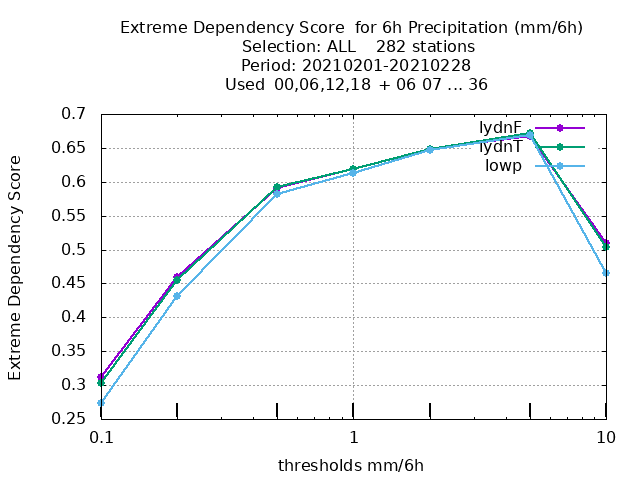 Extreme Dependency Score  for 6h Precipitation (mm/6h)
Selection: ALL    282 stations
Period: 20210201-20210228
Used  00,06,12,18  + 06 07 ... 36
lydnF
lydnT
lowp
Extreme Dependency Score
0.7
0.65
0.6
0.55
0.5
0.45
0.4
0.35
0.3
0.25
0.1
1
10
thresholds mm/6h